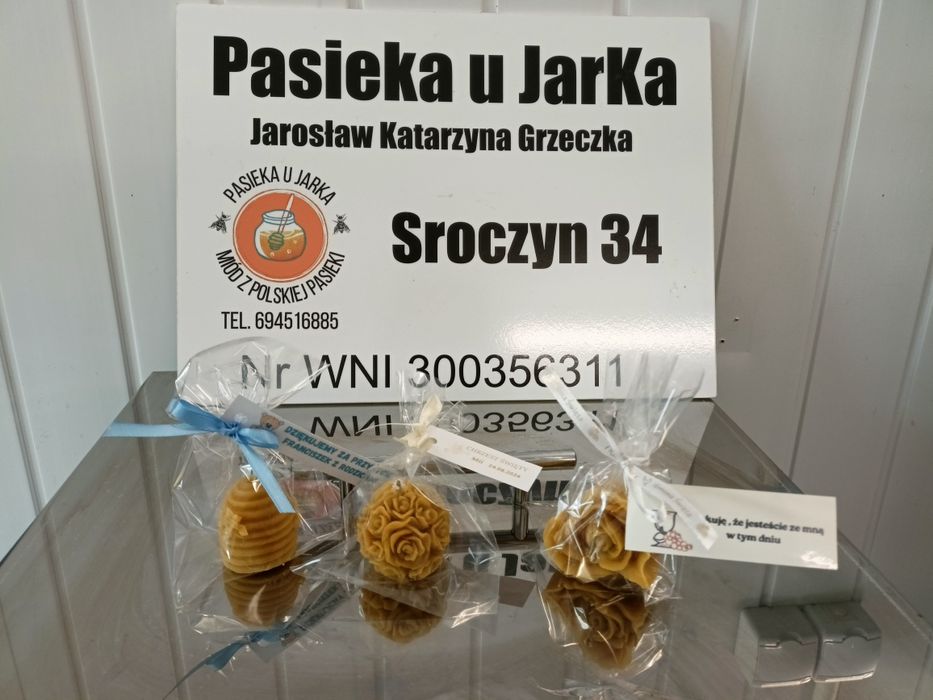 Pasieka u JarKa
Jarosław Katarzyna Grzeczka
PASIEKA U JARKA
MIÓD Z POLSKIEJ PASIEKI
Sroczyn 34
TEL. 694516885
Nr WNI 300356311
DZIĘKUJEMY ZA PRZY
FRANCISZEK Z RODZ
CHRZEST ŚWIĘTY
kuję , że jesteście ze mną
w tym dniu